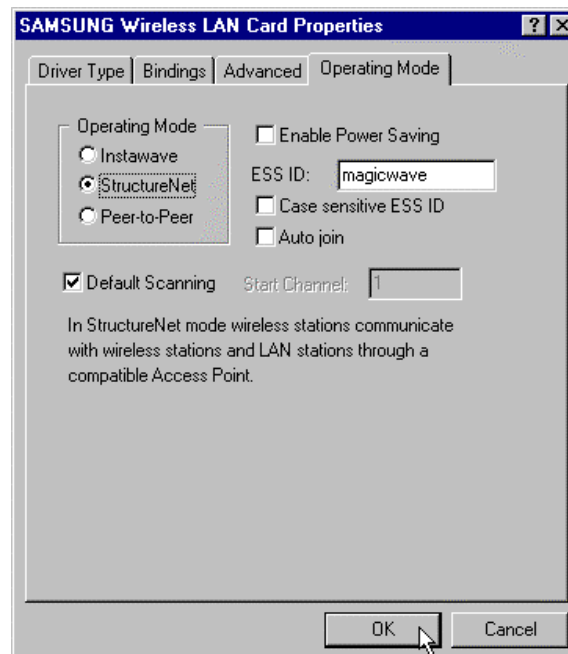 SAMSUNG Wireless LAN Card Properties
Driver Type Bindings Advanced Operating Mode
Operating Mode
Instawave
StructureNet
Peer-to-Peer
Enable Power Saving
ESS ID: magicwave
Case sensitive ESS ID
Auto join
Default Scanning Start Channel: 1
In StructureNet mode wireless stations communicate
with wireless stations and LAN stations through a
compatible Access Point.
OK Cancel